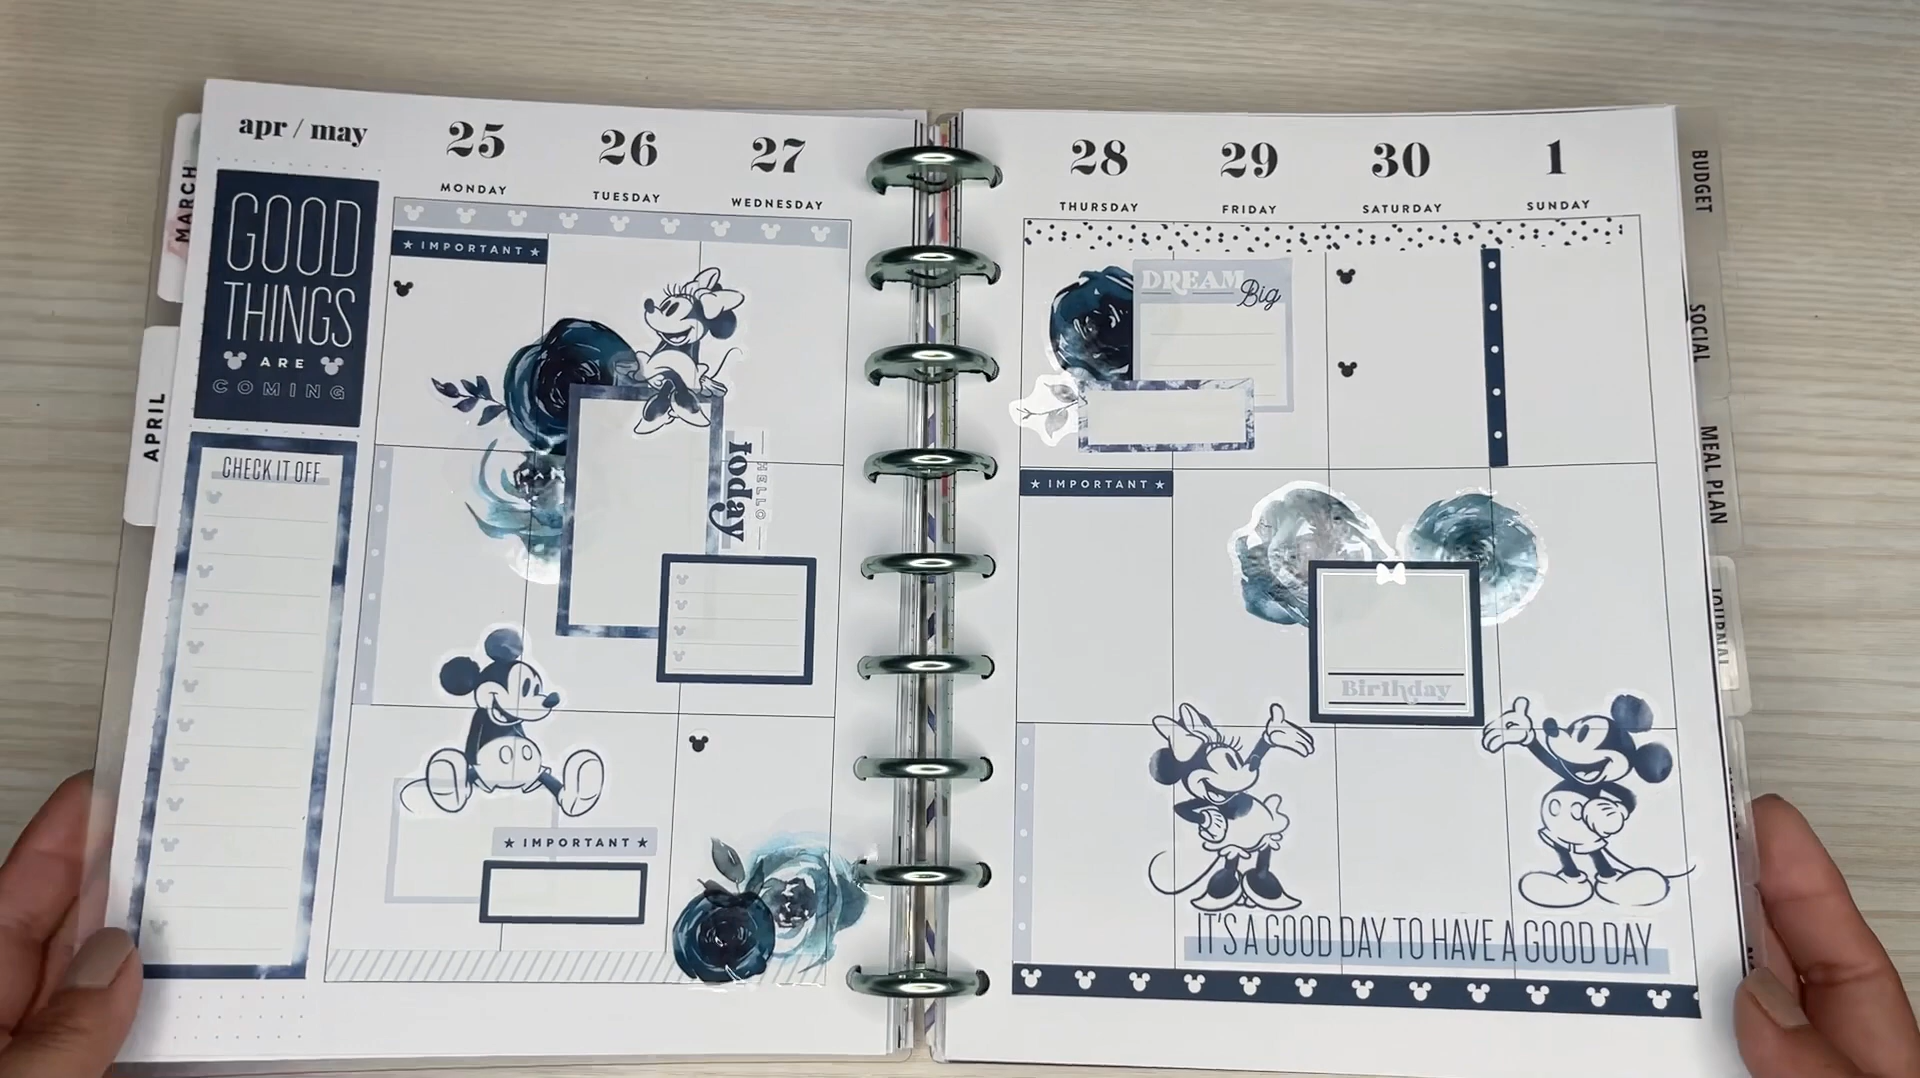 apr / may
25
MONDAY
26
TUESDAY
27
WEDNESDAY
28
THURSDAY
29
FRIDAY
30
SATURDAY
1
SUNDAY
MARCH
APRIL
GOOD
THINGS
ARE
COMING
CHECK IT OFF
★ IMPORTANT ★
HELLO
today
★ IMPORTANT ★
DREAM
Big
★ IMPORTANT ★
Birthday
IT'S A GOOD DAY TO HAVE A GOOD DAY
BUDGET
SOCIAL
MEAL PLAN
JOURNAL